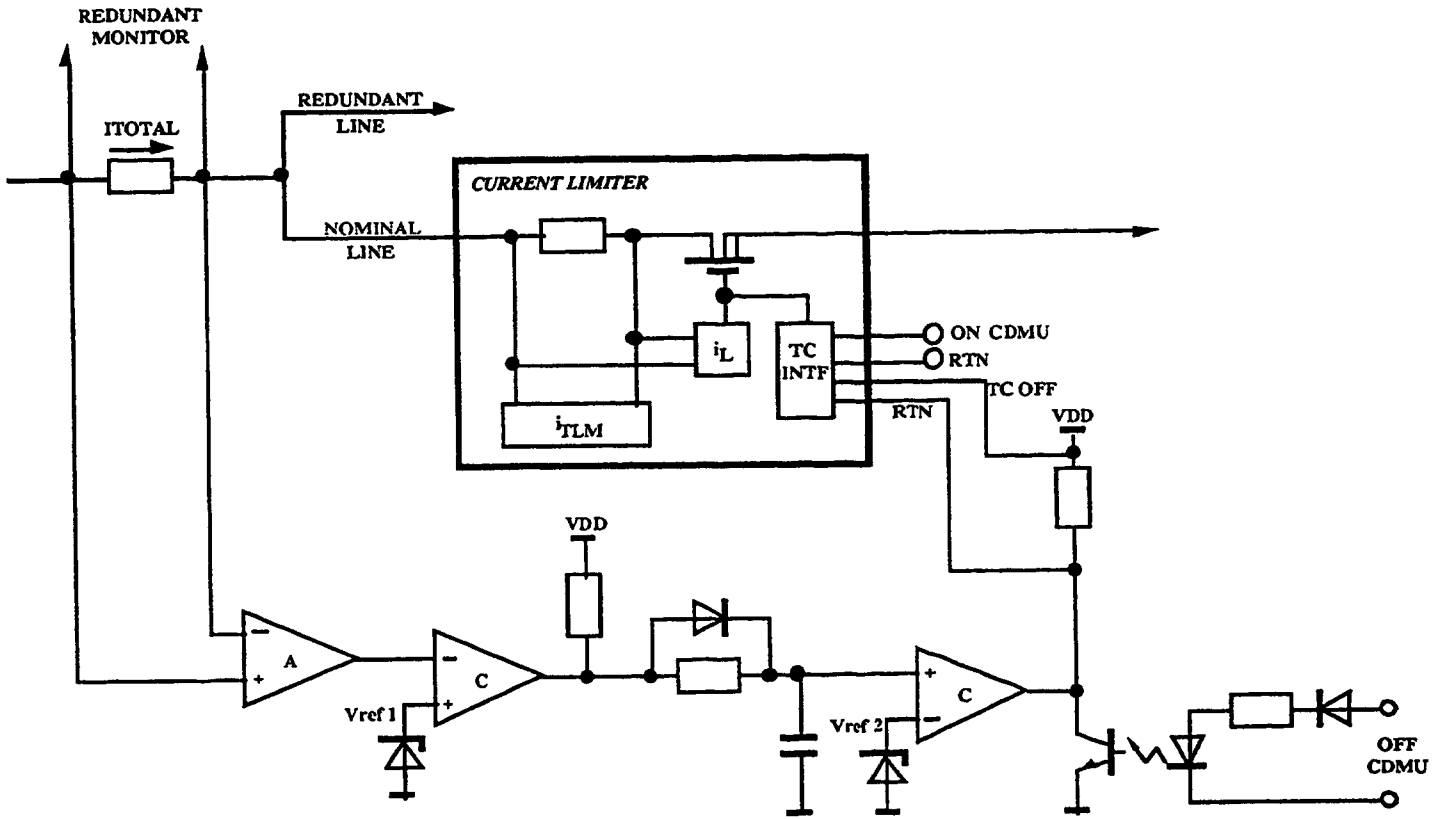 REDUNDANT
MONITOR
ITOTAL
REDUNDANT
LINE
CURRENT LIMITER
NOMINAL
LINE
iL
TC
INTF
ON CDMU
RTN
TC OFF
RTN
iTLM
VDD
VDD
−
A
+
−
C
+
Vref 1
+
C
−
Vref 2
OFF
CDMU